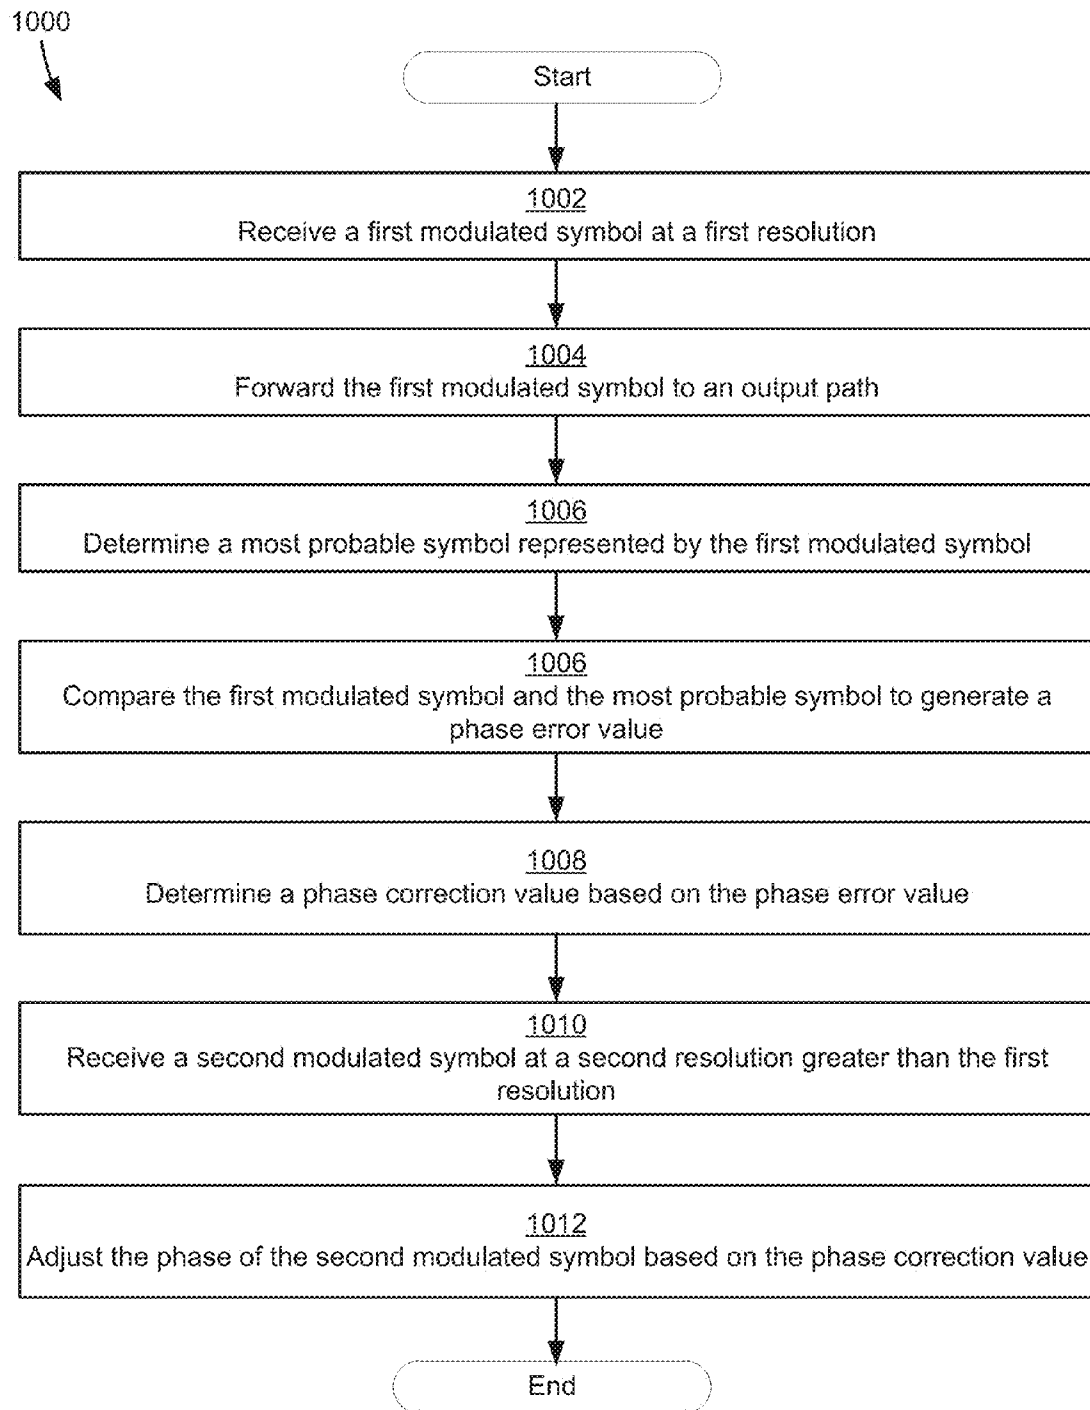 1000
Start
1002
Receive a first modulated symbol at a first resolution
1004
Forward the first modulated symbol to an output path
1006
Determine a most probable symbol represented by the first modulated symbol
1006
Compare the first modulated symbol and the most probable symbol to generate a
phase error value
1008
Determine a phase correction value based on the phase error value
1010
Receive a second modulated symbol at a second resolution greater than the first
resolution
1012
Adjust the phase of the second modulated symbol based on the phase correction value
End